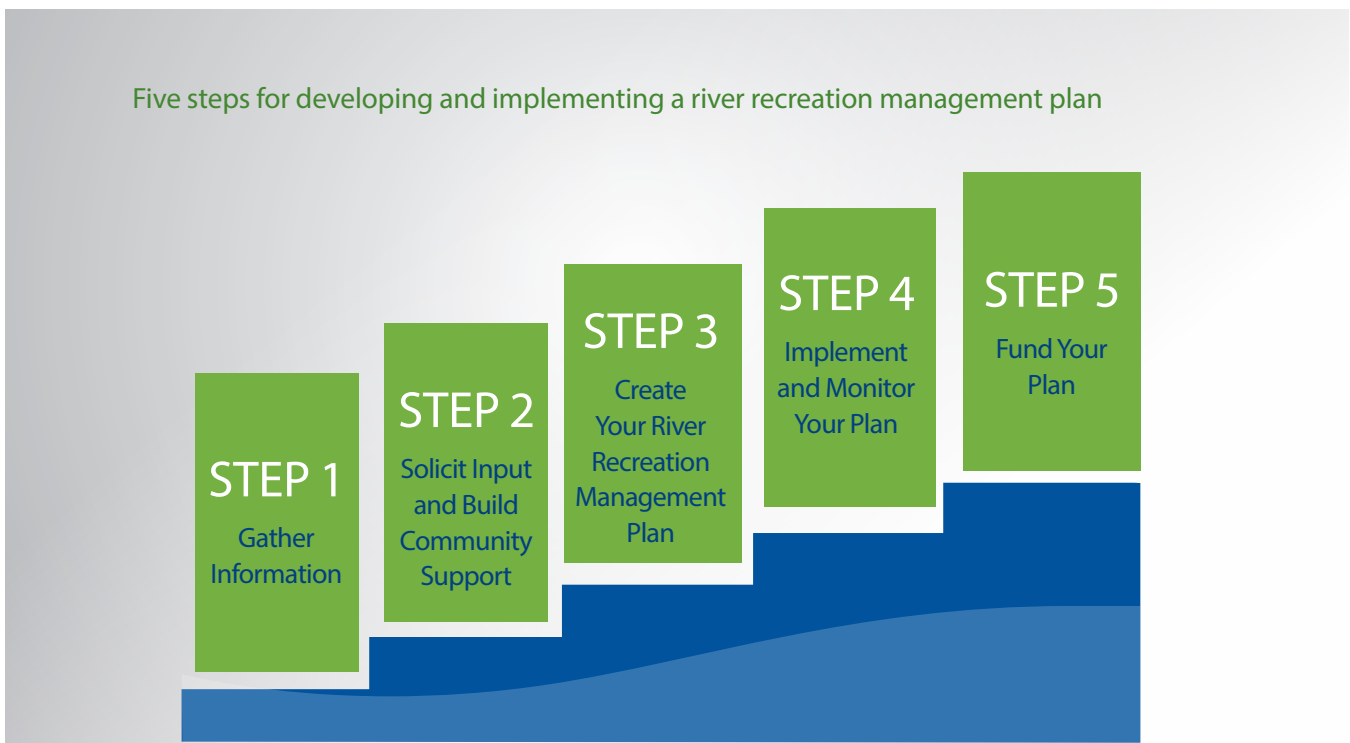 Five steps for developing and implementing a river recreation management plan
STEP 1
Gather
Information
STEP 2
Solicit Input
and Build
Community
Support
STEP 3
Create
Your River
Recreation
Management
Plan
STEP 4
Implement
and Monitor
Your Plan
STEP 5
Fund Your
Plan